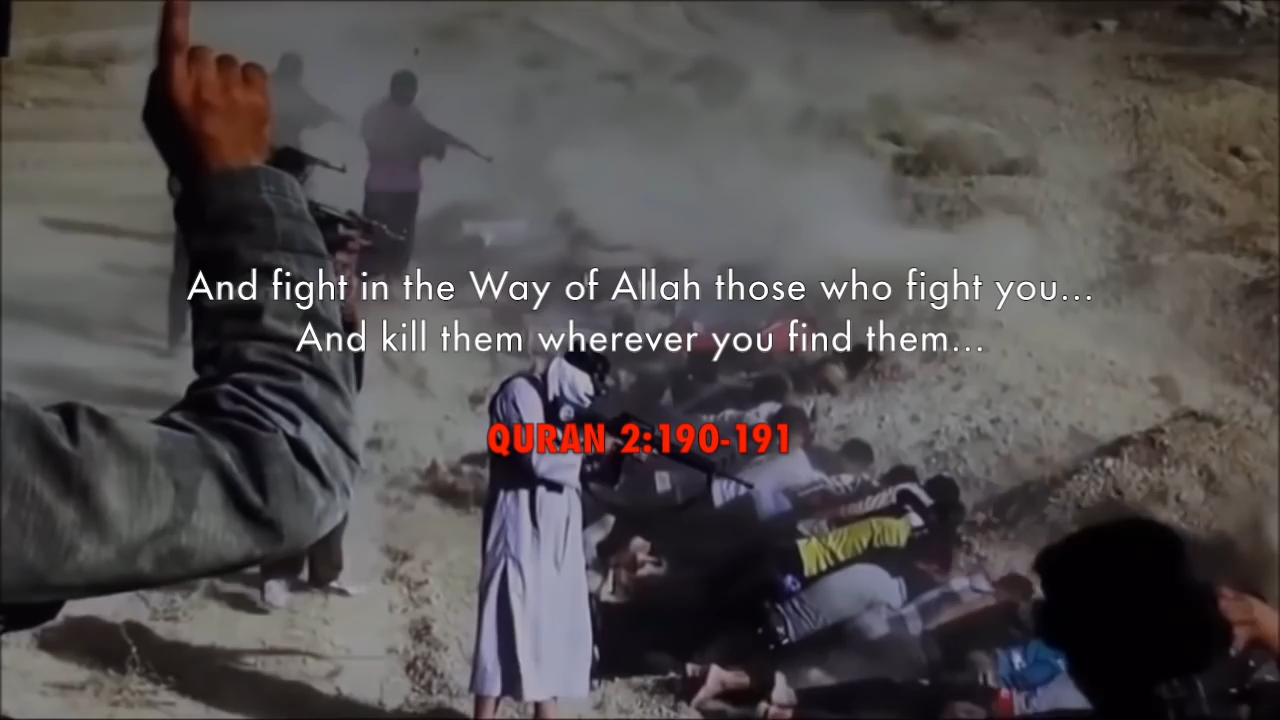 And fight in the Way of Allah those who fight you...
And kill them wherever you find them...
QURAN 2:190-191